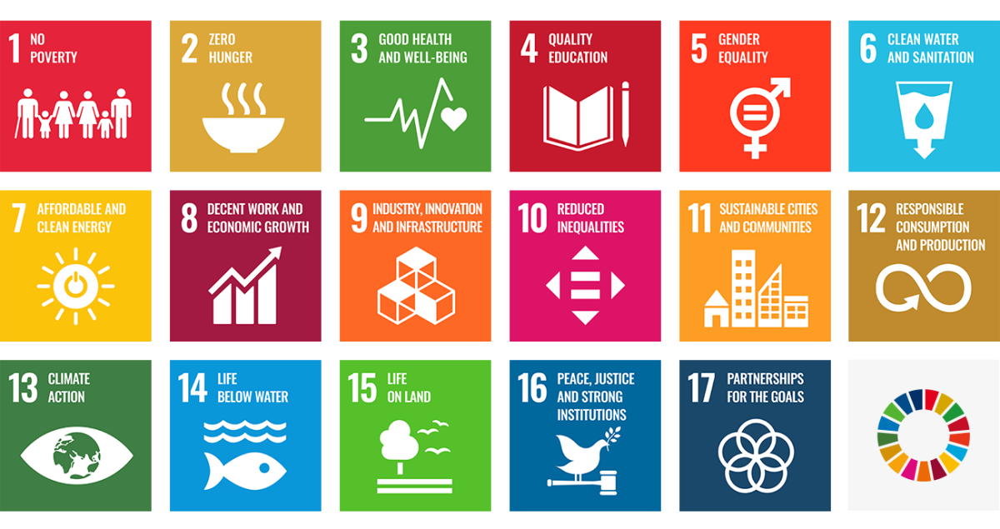 1 NO
POVERTY
2 ZERO
HUNGER
3 GOOD HEALTH
AND WELL-BEING
4 QUALITY
EDUCATION
5 GENDER
EQUALITY
6 CLEAN WATER
AND SANITATION
7 AFFORDABLE AND
CLEAN ENERGY
8 DECENT WORK AND
ECONOMIC GROWTH
9 INDUSTRY, INNOVATION
AND INFRASTRUCTURE
10 REDUCED
INEQUALITIES
11 SUSTAINABLE CITIES
AND COMMUNITIES
12 RESPONSIBLE
CONSUMPTION
AND PRODUCTION
13 CLIMATE
ACTION
14 LIFE
BELOW WATER
15 LIFE
ON LAND
16 PEACE, JUSTICE
AND STRONG
INSTITUTIONS
17 PARTNERSHIPS
FOR THE GOALS